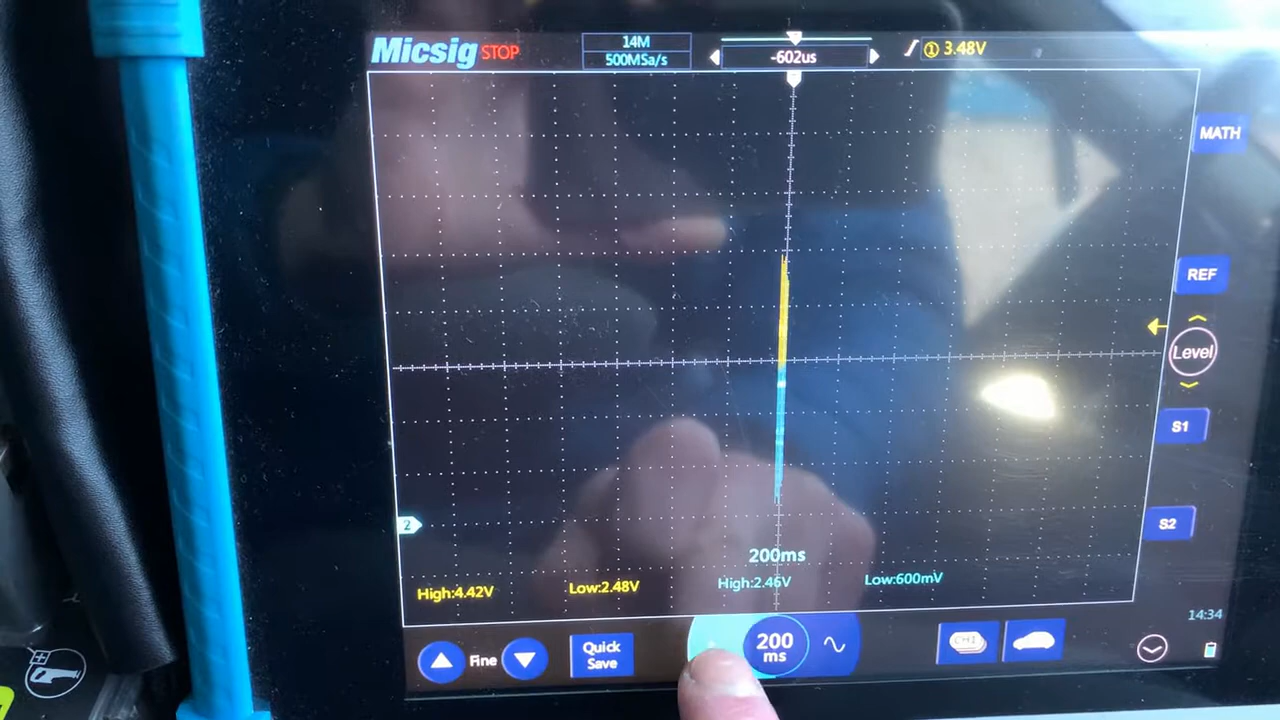 Micsig STOP
14M
500MSa/s
-602us
① 3.48V
MATH
REF
Level
S1
2
S2
200ms
High:4.42V Low:2.48V High:2.46V Low:600mV
14:34
Fine
Quick
Save
200
ms
CH1